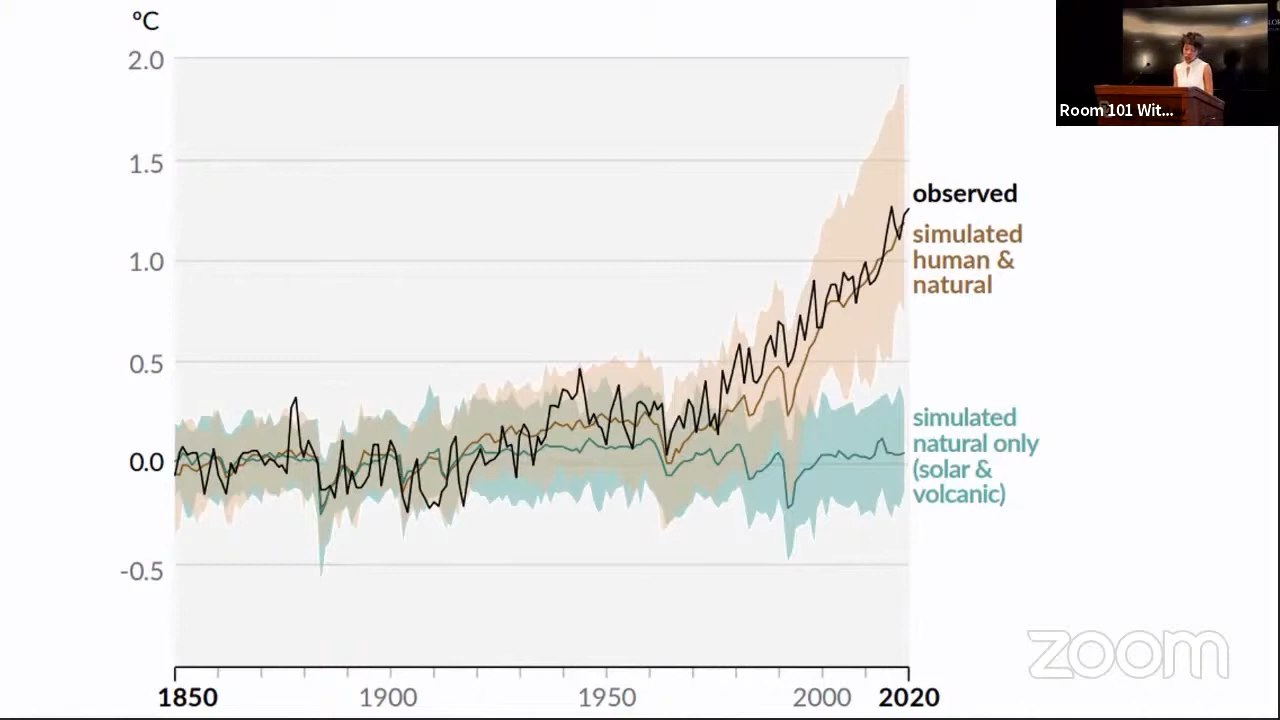 ºC
2.0
1.5
1.0
0.5
0.0
-0.5
1850
1900
1950
2000
2020
observed
simulated
human &
natural
simulated
natural only
(solar &
volcanic)
Room 101 Wit...
zoom